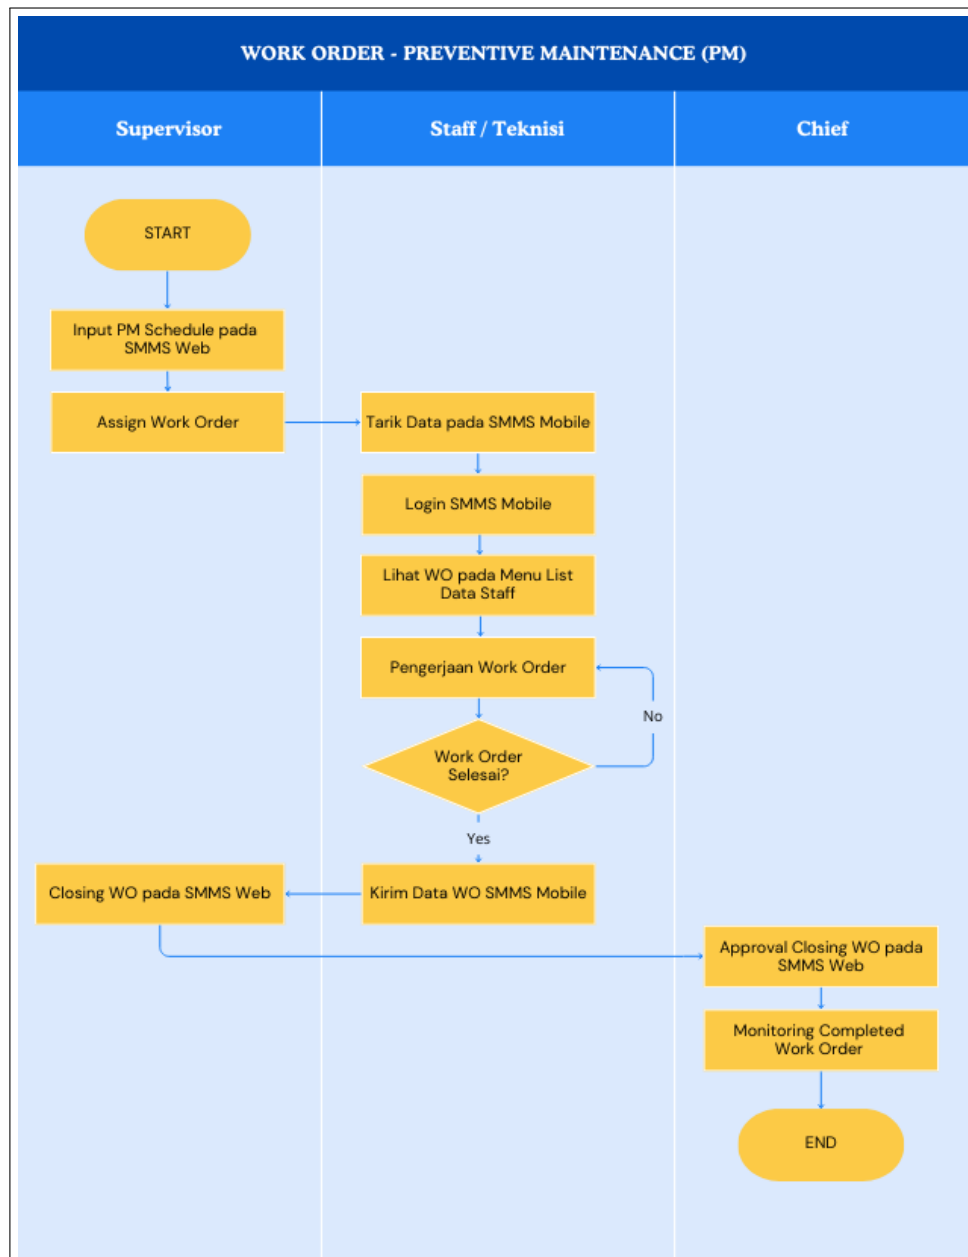 WORK ORDER - PREVENTIVE MAINTENANCE (PM)
Supervisor
Staff / Teknisi
Chief
START
Input PM Schedule pada
SMMS Web
Assign Work Order
Tarik Data pada SMMS Mobile
Login SMMS Mobile
Lihat WO pada Menu List
Data Staff
Pengerjaan Work Order
No
Work Order
Selesai?
Yes
Closing WO pada SMMS Web
Kirim Data WO SMMS Mobile
Approval Closing WO pada
SMMS Web
Monitoring Completed
Work Order
END